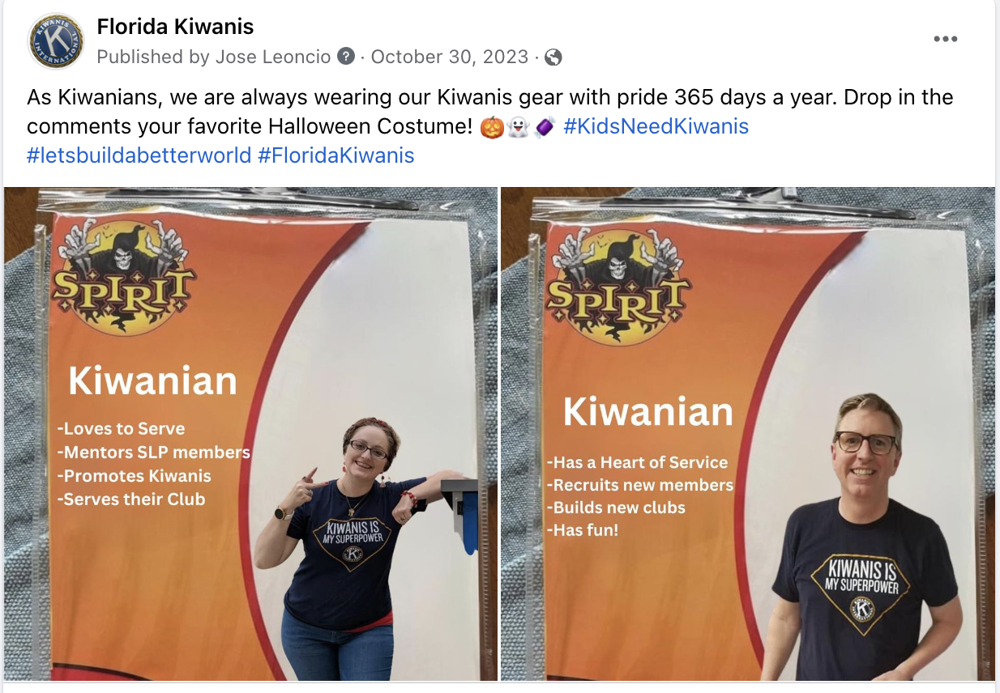 Florida Kiwanis
Published by Jose Leoncio · October 30, 2023 ·
As Kiwanians, we are always wearing our Kiwanis gear with pride 365 days a year. Drop in the
comments your favorite Halloween Costume! 🎃👻🍬 #KidsNeedKiwanis
#letsbuildabetterworld #FloridaKiwanis
KIWANIS
K
INTERNATIONAL
SPIRIT
Kiwanian
-Loves to Serve
-Mentors SLP members
-Promotes Kiwanis
-Serves their Club
KIWANIS IS
MY SUPERPOWER
K
SPIRIT
Kiwanian
-Has a Heart of Service
-Recruits new members
-Builds new clubs
-Has fun!
KIWANIS IS
MY SUPERPOWER
K